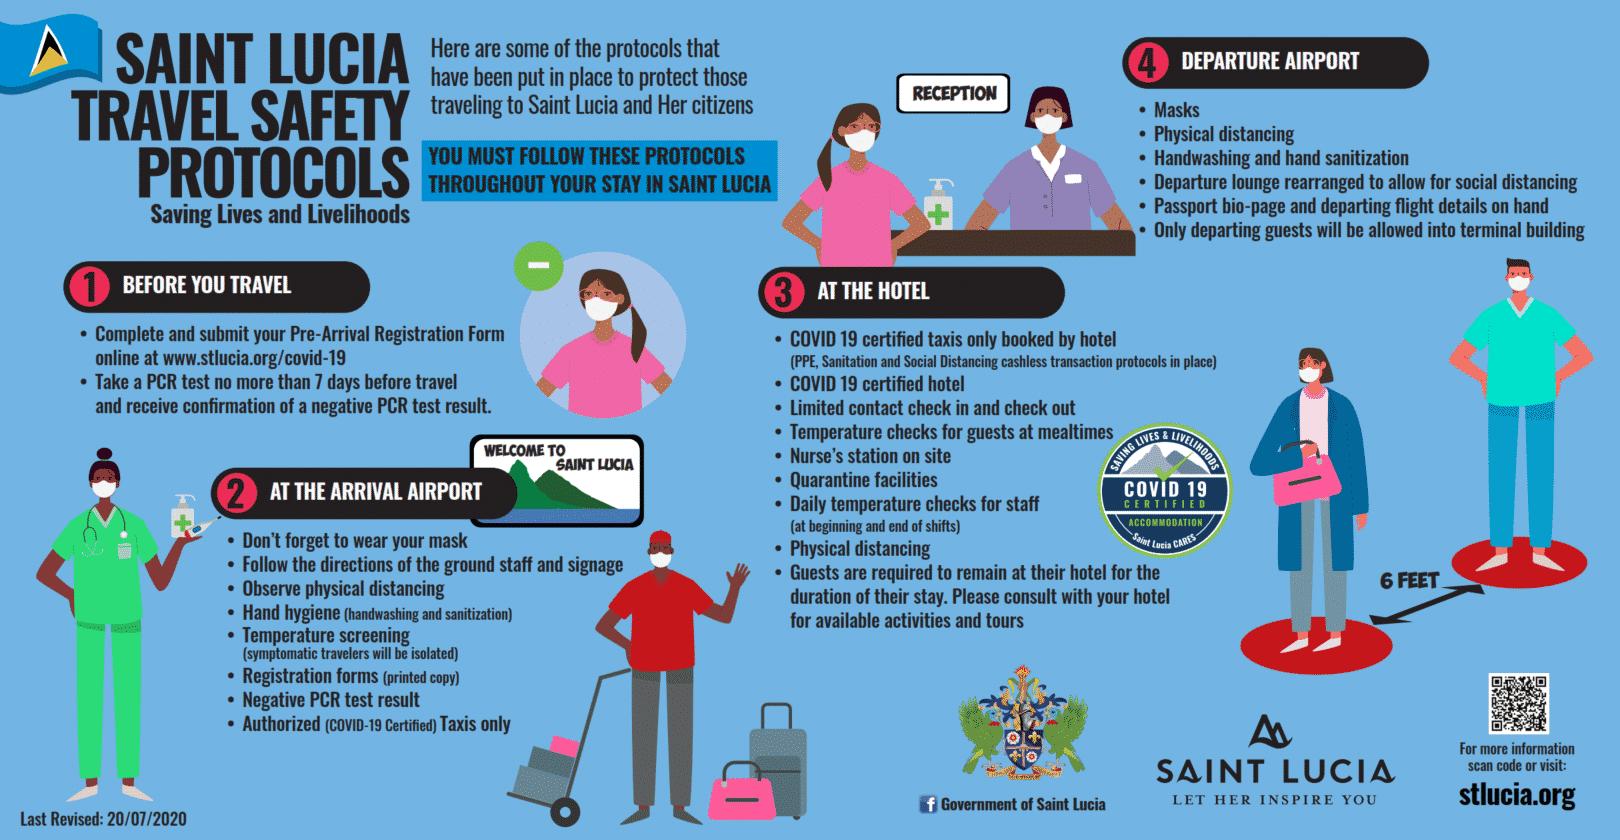 SAINT LUCIA
TRAVEL SAFETY
PROTOCOLS
Saving Lives and Livelihoods
Here are some of the protocols that
have been put in place to protect those
traveling to Saint Lucia and Her citizens
YOU MUST FOLLOW THESE PROTOCOLS
THROUGHOUT YOUR STAY IN SAINT LUCIA
1 BEFORE YOU TRAVEL
• Complete and submit your Pre-Arrival Registration Form
online at www.stlucia.org/covid-19
• Take a PCR test no more than 7 days before travel
and receive confirmation of a negative PCR test result.
WELCOME TO
SAINT LUCIA
2 AT THE ARRIVAL AIRPORT
• Don't forget to wear your mask
• Follow the directions of the ground staff and signage
• Observe physical distancing
• Hand hygiene (handwashing and sanitization)
• Temperature screening
(symptomatic travelers will be isolated)
• Registration forms (printed copy)
• Negative PCR test result
• Authorized (COVID-19 Certified) Taxis only
Last Revised: 20/07/2020
RECEPTION
3 AT THE HOTEL
• COVID 19 certified taxis only booked by hotel
(PPE, Sanitation and Social Distancing cashless transaction protocols in place)
• COVID 19 certified hotel
• Limited contact check in and check out
• Temperature checks for guests at mealtimes
• Nurse's station on site
• Quarantine facilities
• Daily temperature checks for staff
(at beginning and end of shifts)
• Physical distancing
• Guests are required to remain at their hotel for the
duration of their stay. Please consult with your hotel
for available activities and tours
SAVING LIVES & LIVELIHOODS
COVID 19
CERTIFIED
ACCOMMODATION
Saint Lucia CARES
4 DEPARTURE AIRPORT
• Masks
• Physical distancing
• Handwashing and hand sanitization
• Departure lounge rearranged to allow for social distancing
• Passport bio-page and departing flight details on hand
• Only departing guests will be allowed into terminal building
6 FEET
f Government of Saint Lucia
SAINT LUCIA
LET HER INSPIRE YOU
For more information
scan code or visit:
stlucia.org